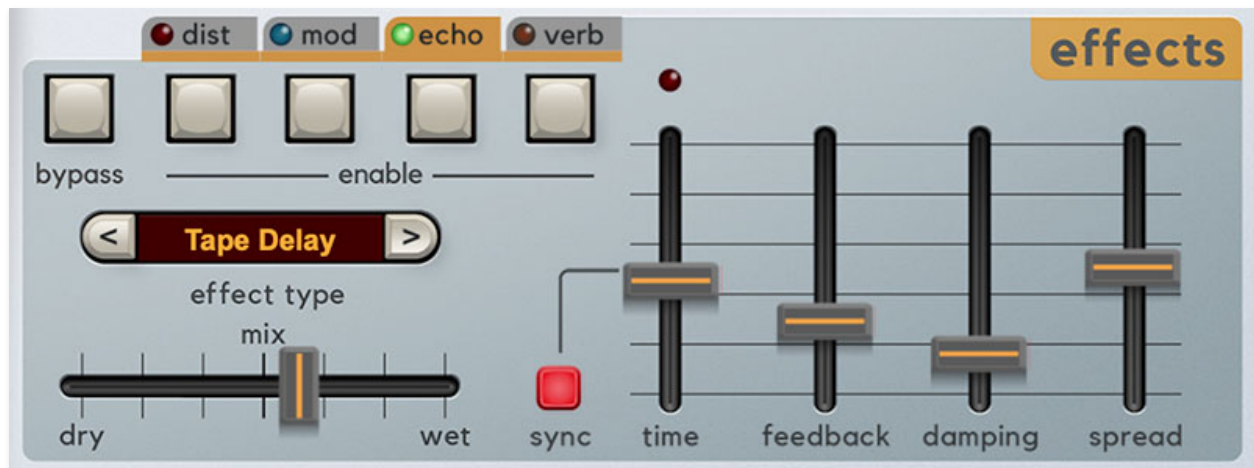 dist mod echo verb
effects
bypass enable
< Tape Delay >
effect type
mix
dry wet sync time feedback damping spread